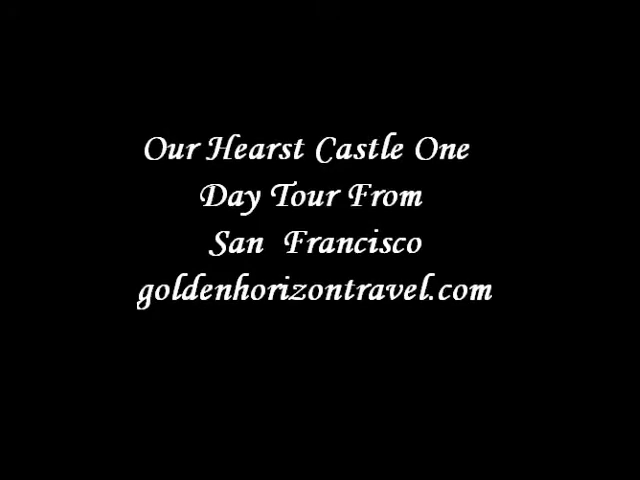 Our Hearst Castle One
Day Tour From
San Francisco
goldenhorizontravel.com